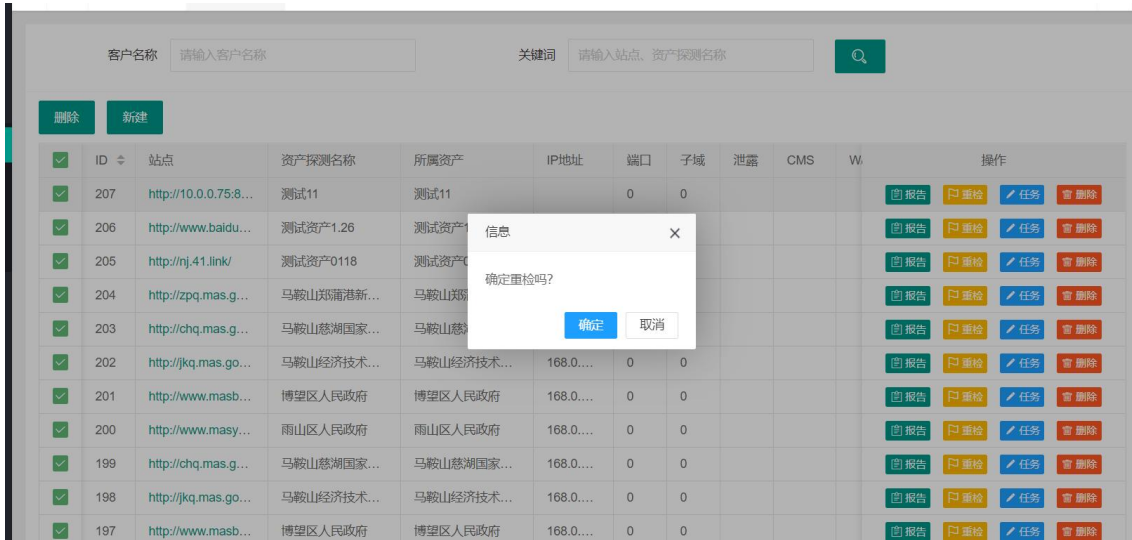 客户名称 请输入客户名称 关键词 请输入站点、资产探测名称
删除 新建
ID 站点 资产探测名称 所属资产 IP地址 端口 子域 泄露 CMS 操作
207 http://10.0.0.75:8... 测试11 测试11 0 0 报告 重检 任务 删除
206 http://www.baidu... 测试资产1.26 测试资产1 报告 重检 任务 删除
信息
205 http://nj.41.link/ 测试资产0118 测试资产0 报告 重检 任务 删除
确定重检吗?
204 http://zpq.mas.g... 马鞍山郑蒲港新... 马鞍山郑 报告 重检 任务 删除
203 http://chq.mas.g... 马鞍山慈湖国家... 马鞍山慈 报告 重检 任务 删除
确定 取消
202 http://jkq.mas.go... 马鞍山经济技术... 马鞍山经济技术... 168.0.... 0 0 报告 重检 任务 删除
201 http://www.masb... 博望区人民政府 博望区人民政府 168.0.... 0 0 报告 重检 任务 删除
200 http://www.masy... 雨山区人民政府 雨山区人民政府 168.0.... 0 0 报告 重检 任务 删除
199 http://chq.mas.g... 马鞍山慈湖国家... 马鞍山慈湖国家... 168.0.... 0 0 报告 重检 任务 删除
198 http://jkq.mas.go... 马鞍山经济技术... 马鞍山经济技术... 168.0.... 0 0 报告 重检 任务 删除
197 http://www.masb... 博望区人民政府 博望区人民政府 168.0.... 0 0 报告 重检 任务 删除